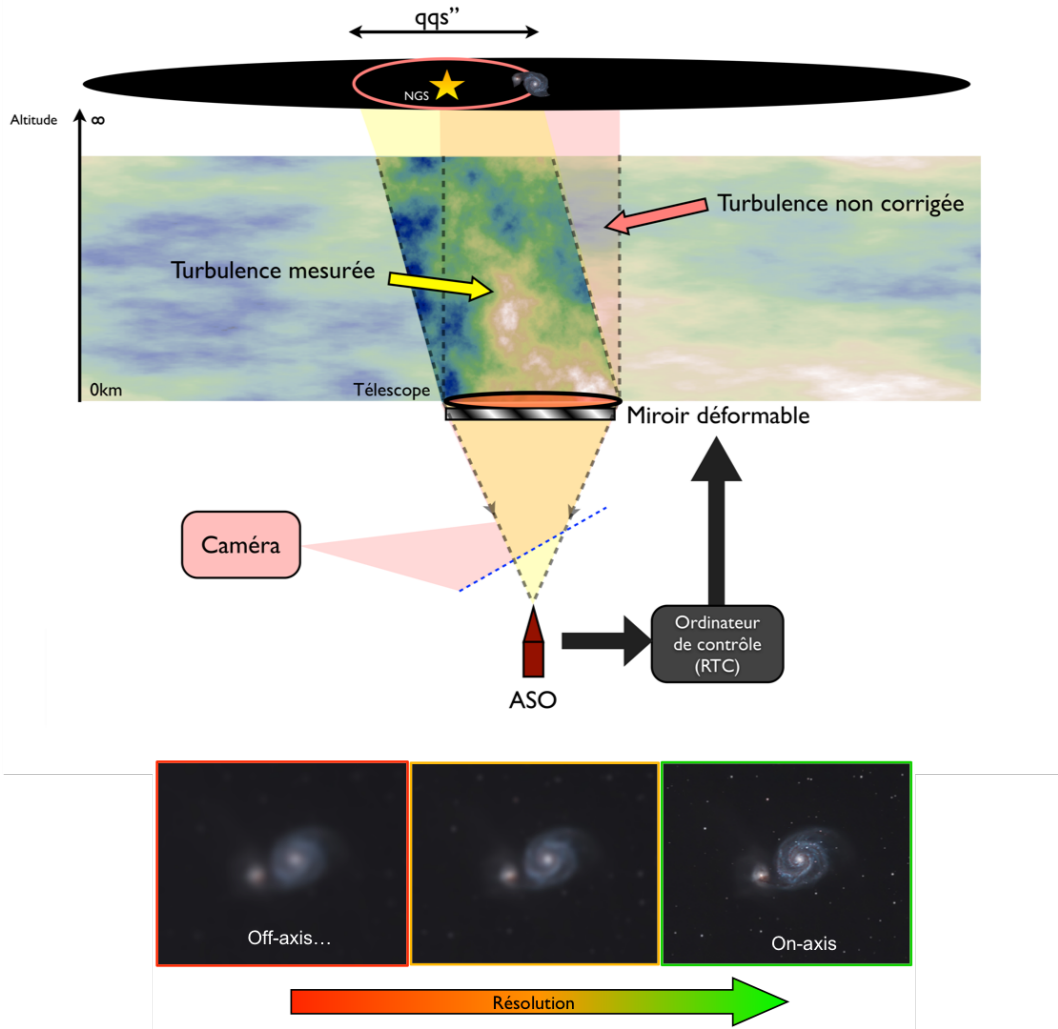 qqs”
NGS
Altitude
∞
Turbulence non corrigée
Turbulence mesurée
0km
Télescope
Miroir déformable
Caméra
Ordinateur
de contrôle
(RTC)
ASO
Off-axis…
On-axis
Résolution